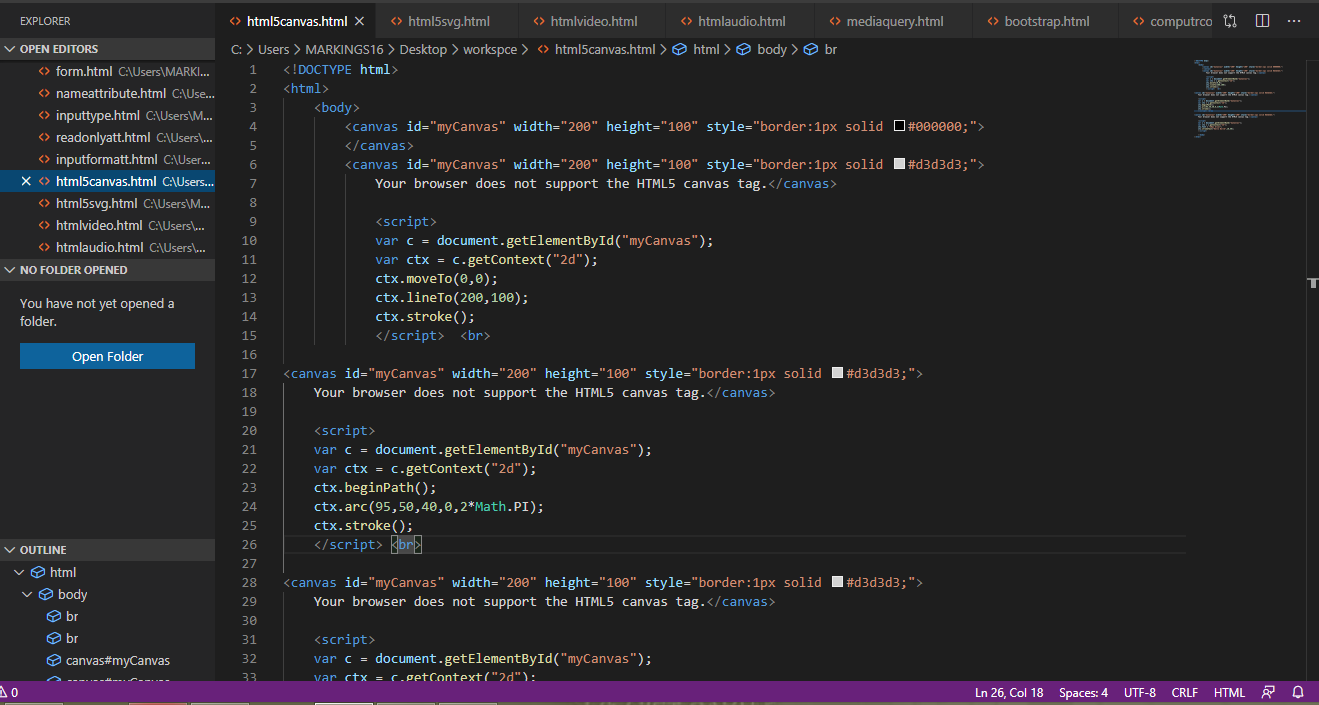 EXPLORER
OPEN EDITORS
form.html C:\Users\MARKI...
nameattribute.html C:\Use...
inputtype.html C:\Users\M...
readonlyatt.html C:\Users\...
inputformatt.html C:\User...
html5canvas.html C:\Users...
html5svg.html C:\Users\M...
htmlvideo.html C:\Users\...
htmlaudio.html C:\Users\...
NO FOLDER OPENED
You have not yet opened a
folder.
Open Folder
OUTLINE
html
body
br
br
canvas#myCanvas
canvas#myCanvas
html5canvas.html html5svg.html htmlvideo.html htmlaudio.html mediaquery.html bootstrap.html computrco
C: > Users > MARKINGS16 > Desktop > workspce > html5canvas.html > html > body > br
1 <!DOCTYPE html>
2 <html>
3 <body>
4 <canvas id="myCanvas" width="200" height="100" style="border:1px solid #000000;">
5 </canvas>
6 <canvas id="myCanvas" width="200" height="100" style="border:1px solid #d3d3d3;">
7 Your browser does not support the HTML5 canvas tag.</canvas>
8
9 <script>
10 var c = document.getElementById("myCanvas");
11 var ctx = c.getContext("2d");
12 ctx.moveTo(0,0);
13 ctx.lineTo(200,100);
14 ctx.stroke();
15 </script> <br>
16
17 <canvas id="myCanvas" width="200" height="100" style="border:1px solid #d3d3d3;">
18 Your browser does not support the HTML5 canvas tag.</canvas>
19
20 <script>
21 var c = document.getElementById("myCanvas");
22 var ctx = c.getContext("2d");
23 ctx.beginPath();
24 ctx.arc(95,50,40,0,2*Math.PI);
25 ctx.stroke();
26 </script> <br>
27
28 <canvas id="myCanvas" width="200" height="100" style="border:1px solid #d3d3d3;">
29 Your browser does not support the HTML5 canvas tag.</canvas>
30
31 <script>
32 var c = document.getElementById("myCanvas");
33 var ctx = c.getContext("2d");
0 Ln 26, Col 18 Spaces: 4 UTF-8 CRLF HTML